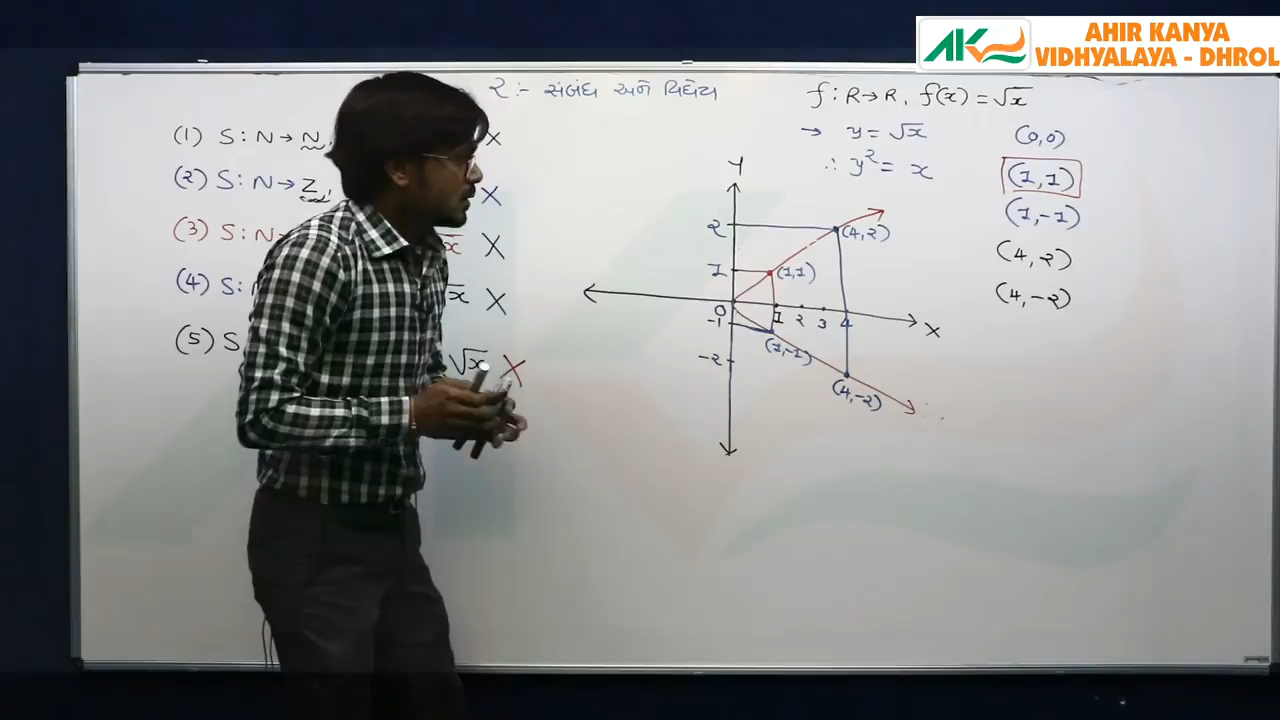 AHIR KANYA
VIDHYALAYA - DHROL
AK
૨ :- સંબંધ અને વિધેય
(1) S: N → N, X
(2) S: N → Z, X
(3) S: N √x X
(4) S: √x X
(5) S √x X
f: R → R, f(x) = √x
→ y = √x
∴ y² = x
(0,0)
(1,1)
(1,-1)
(4,2)
(4,-2)
Y
2
(4,2)
1
(1,1)
0
1 2 3 4
X
-1
(1,-1)
-2
(4,-2)